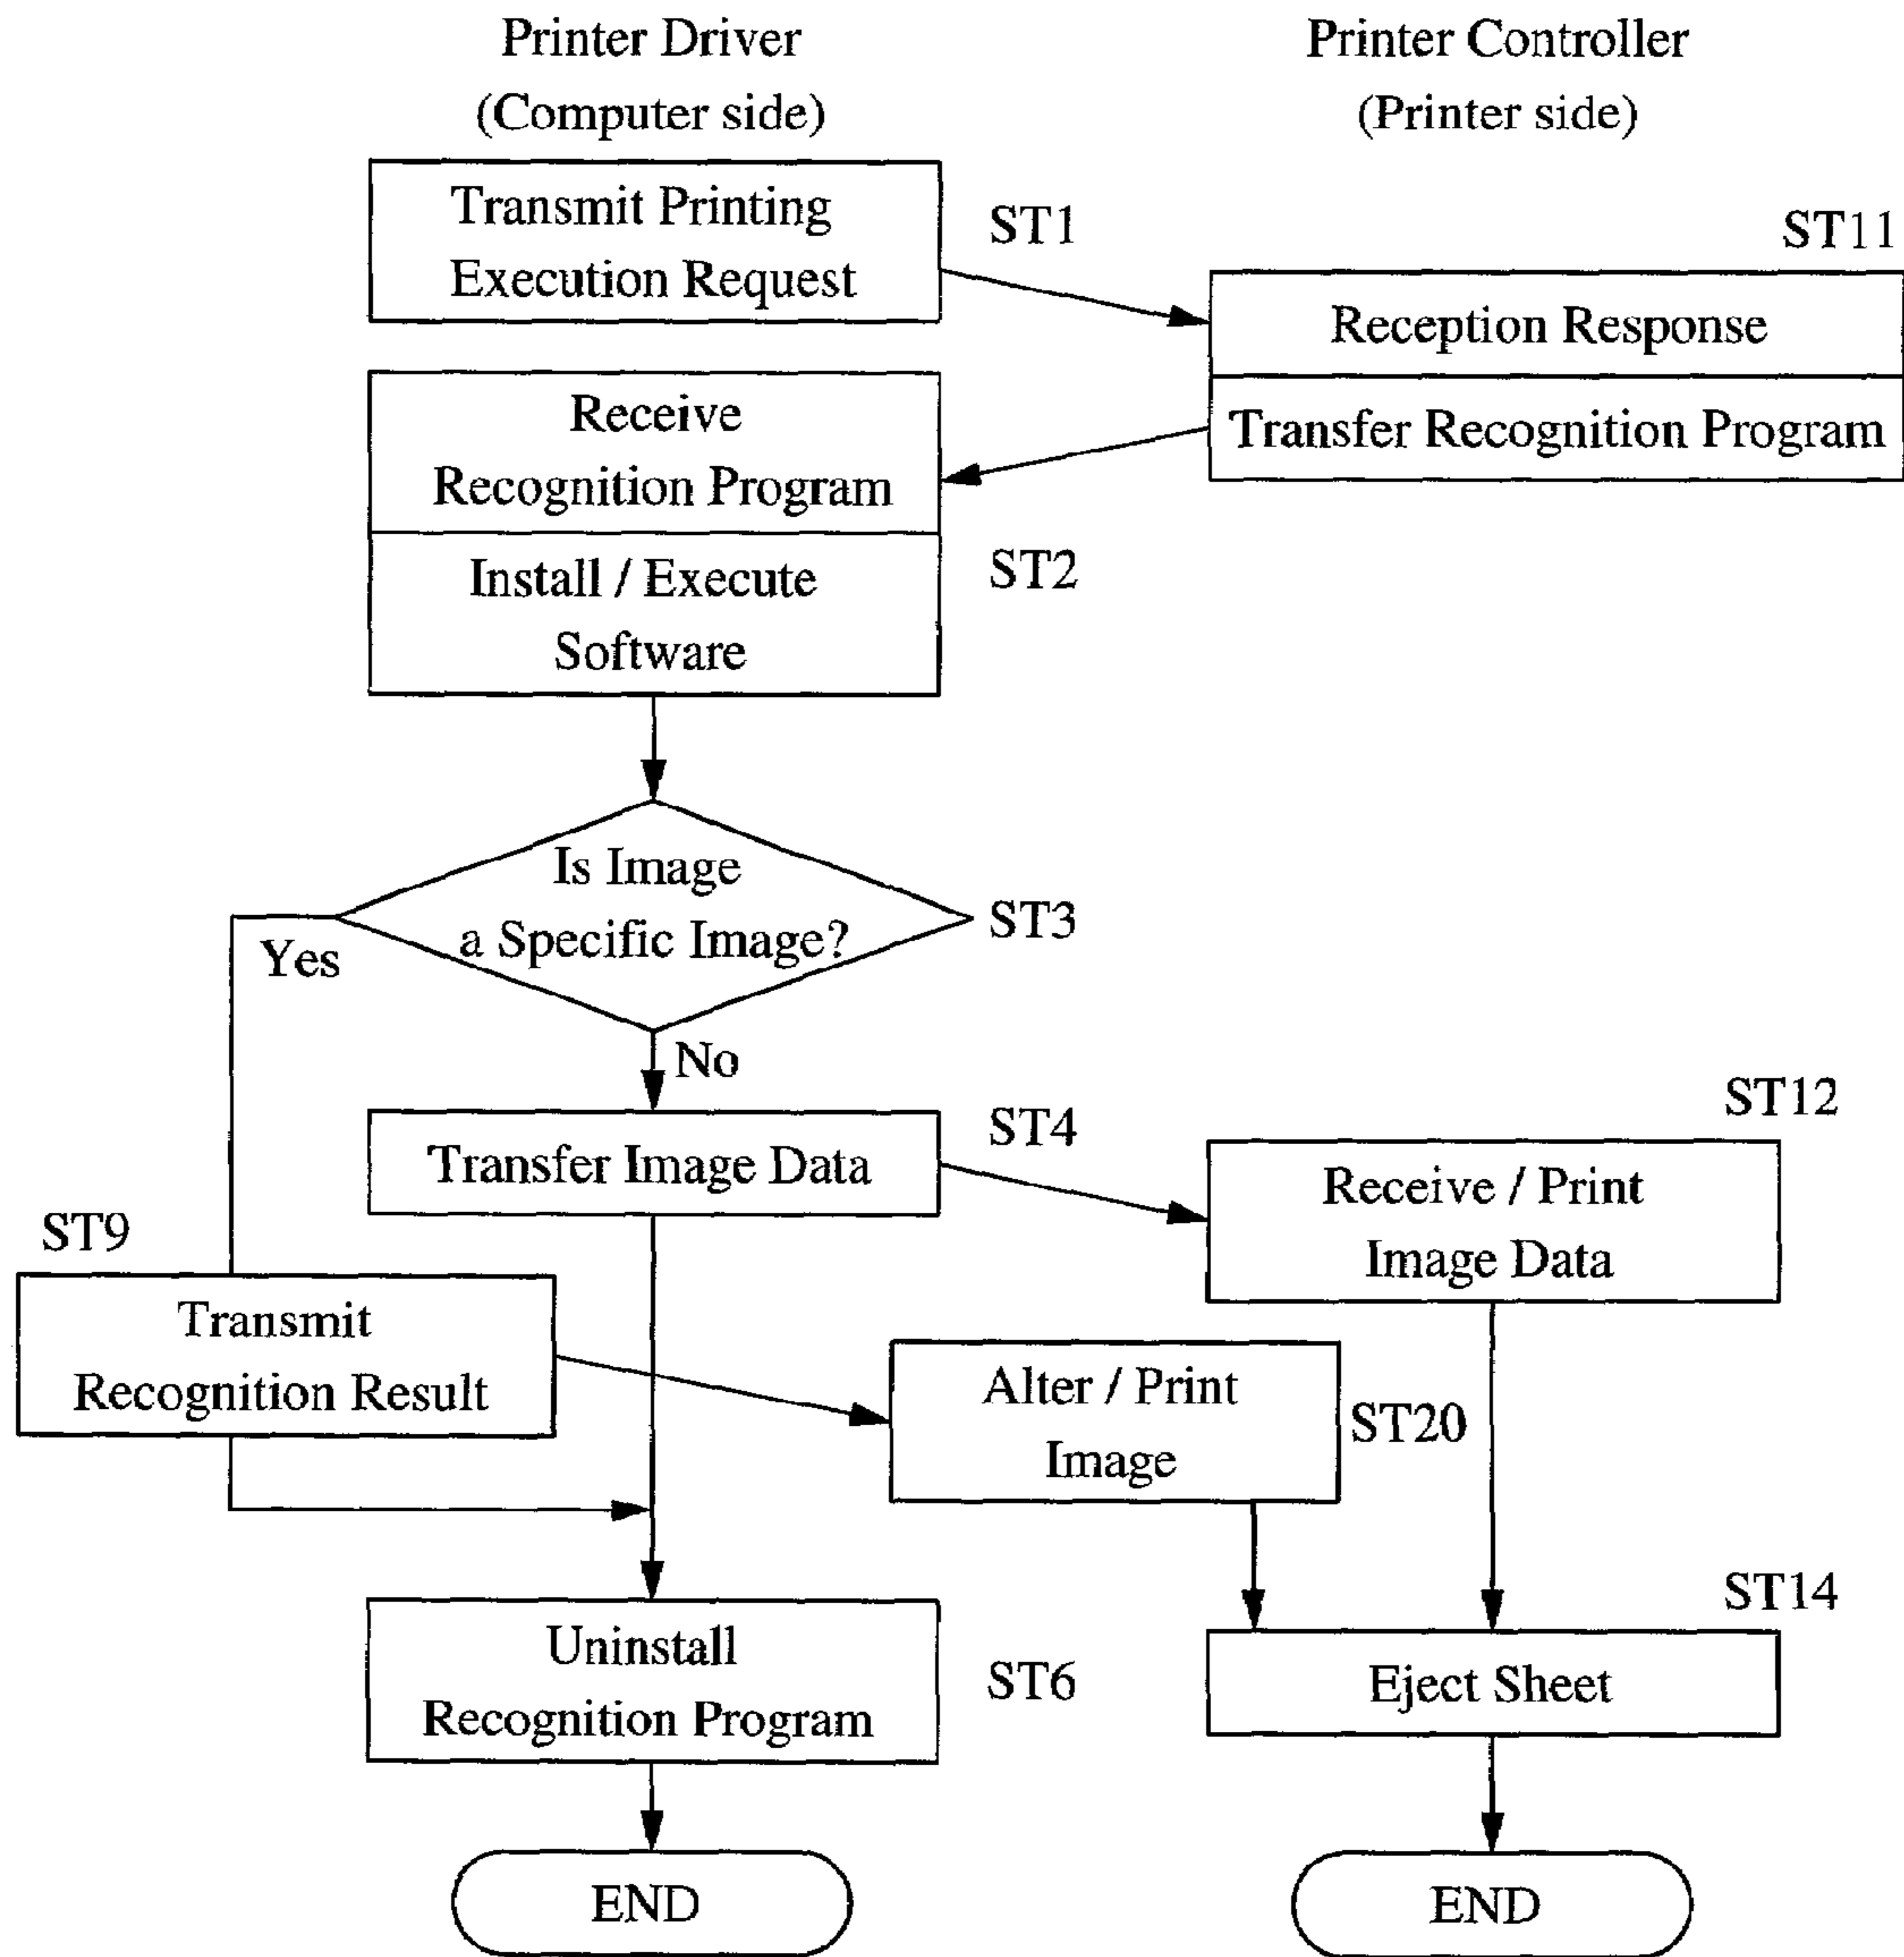 Printer Driver
(Computer side)
Printer Controller
(Printer side)
Transmit Printing
Execution Request
ST1
ST11
Reception Response
Transfer Recognition Program
Receive
Recognition Program
Install / Execute
Software
ST2
Is Image
a Specific Image?
ST3
Yes
No
Transfer Image Data
ST4
ST12
Receive / Print
Image Data
ST9
Transmit
Recognition Result
Alter / Print
Image
ST20
Uninstall
Recognition Program
ST6
ST14
Eject Sheet
END
END